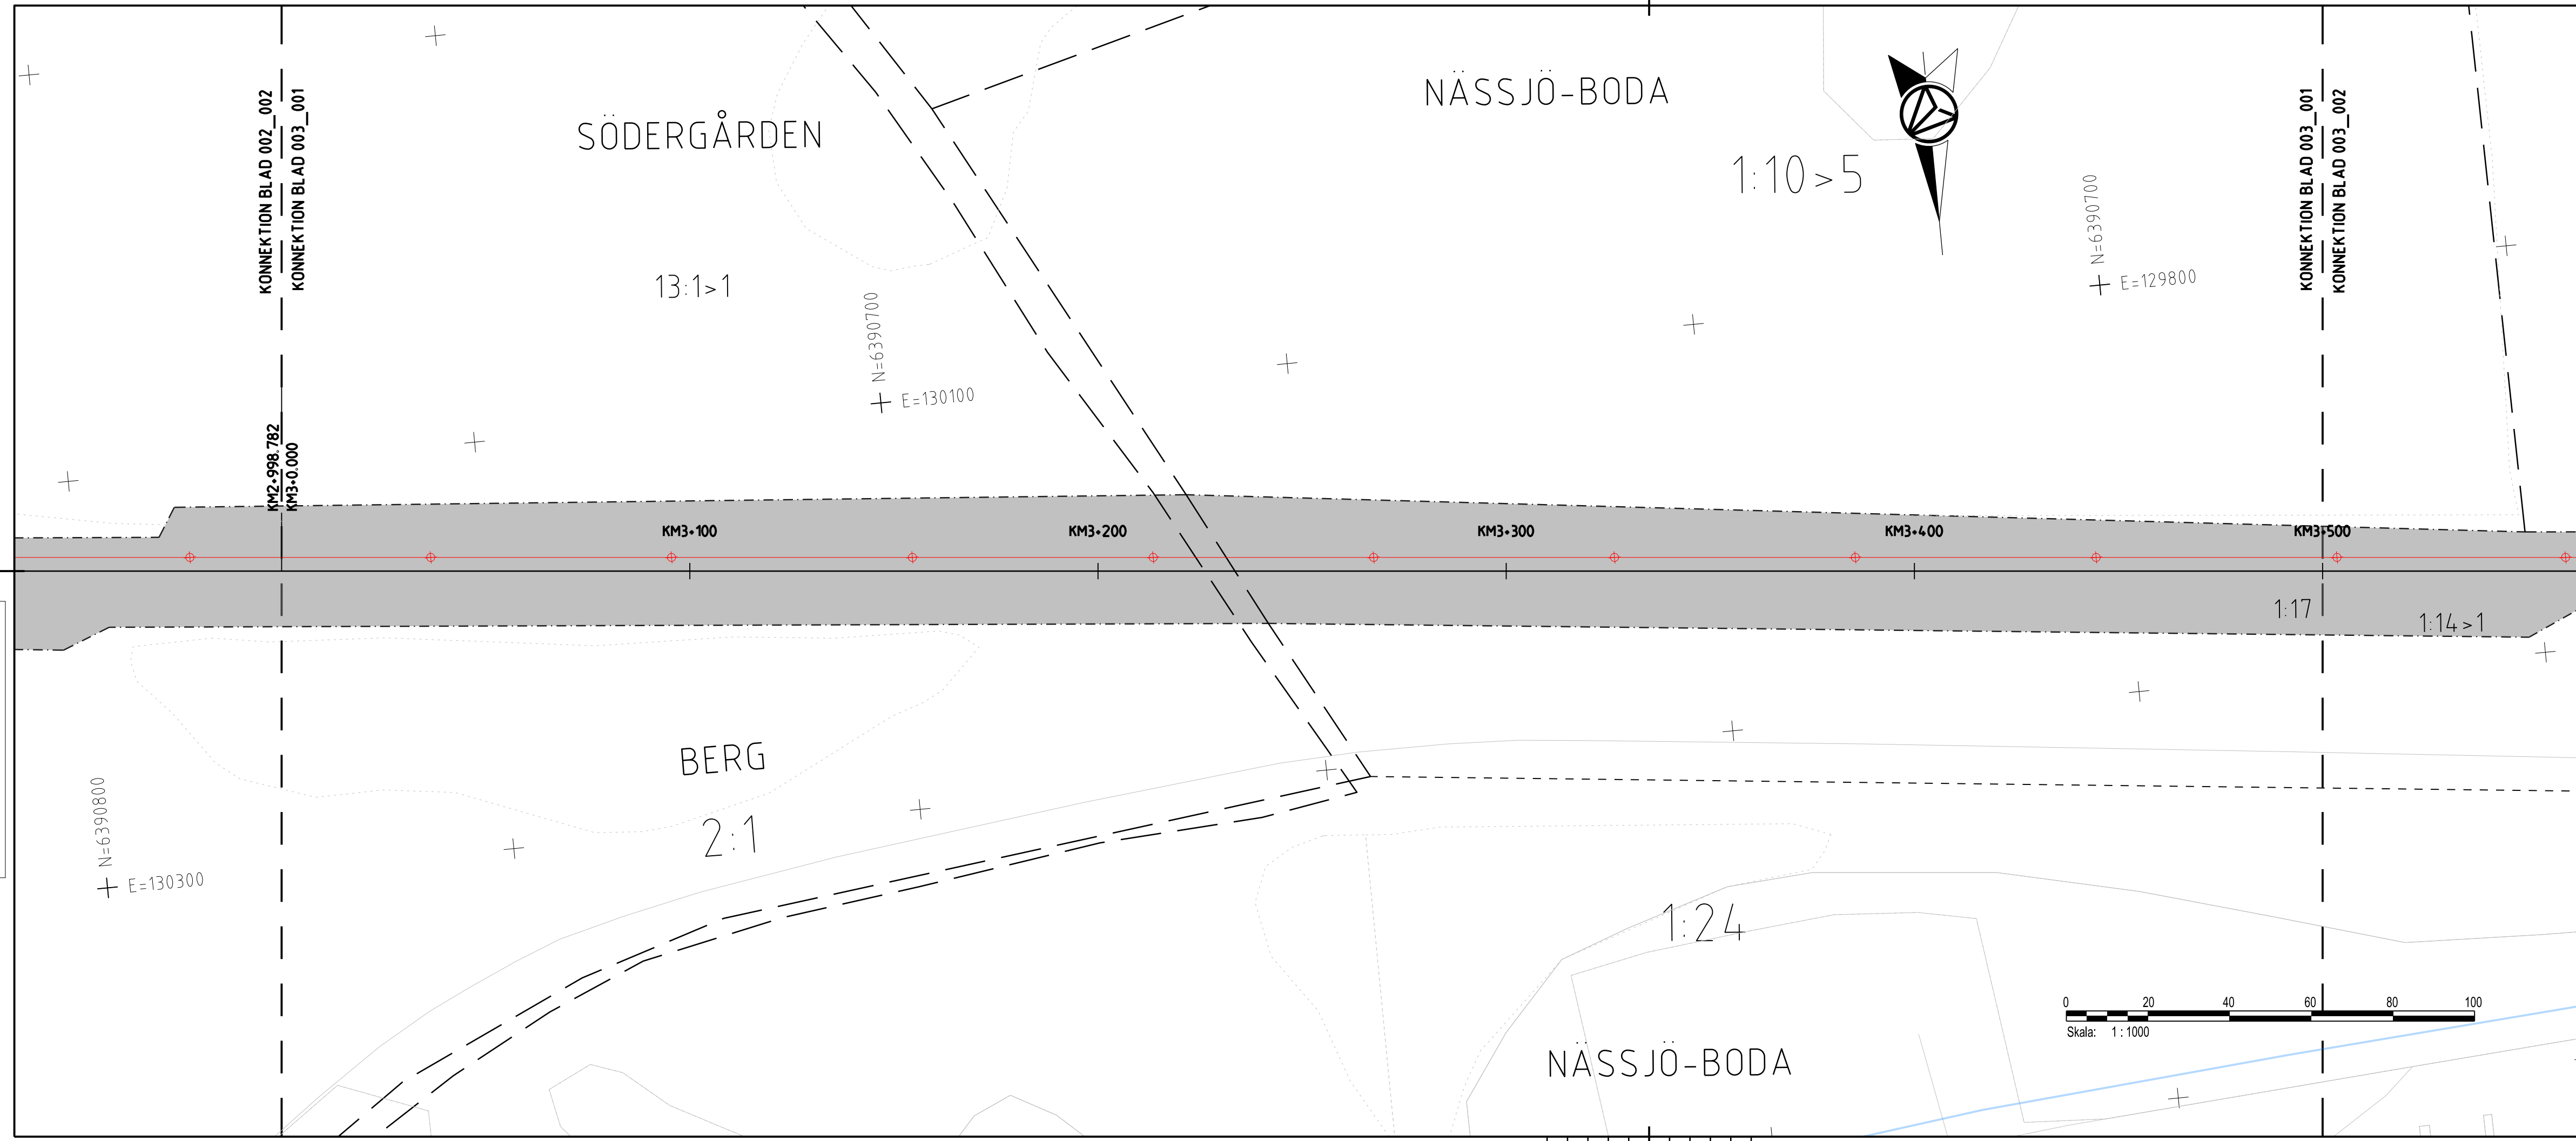 KONNEKTION BLAD 002_002
KONNEKTION BLAD 003_001
SÖDERGÅRDEN
NÄSSJÖ-BODA
1:10>5
KONNEKTION BLAD 003_001
KONNEKTION BLAD 003_002
N=6390700
E=129800
13:1>1
N=6390700
E=130100
KM2+998.782
KM3+0.000
KM3+100
KM3+200
KM3+300
KM3+400
KM3+500
1:17
1:14>1
BERG
2:1
N=6390800
E=130300
1:24
0 20 40 60 80 100
Skala: 1 : 1000
NÄSSJÖ-BODA